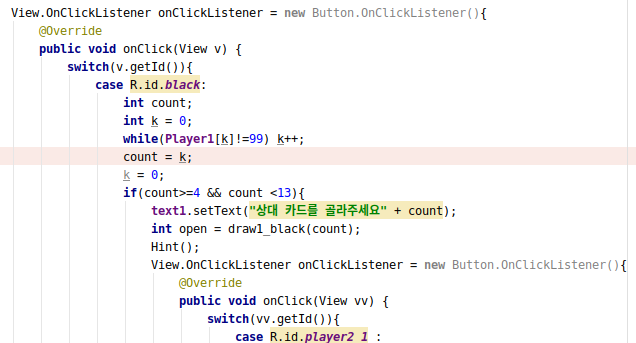 View.OnClickListener onClickListener = new Button.OnClickListener(){
@Override
public void onClick(View v) {
switch(v.getId()){
case R.id.black:
int count;
int k = 0;
while(Player1[k]!=99) k++;
count = k;
k = 0;
if(count>=4 && count <13){
text1.setText("상대 카드를 골라주세요" + count);
int open = draw1_black(count);
Hint();
View.OnClickListener onClickListener = new Button.OnClickListener(){
@Override
public void onClick(View vv) {
switch(vv.getId()){
case R.id.player2_1 :